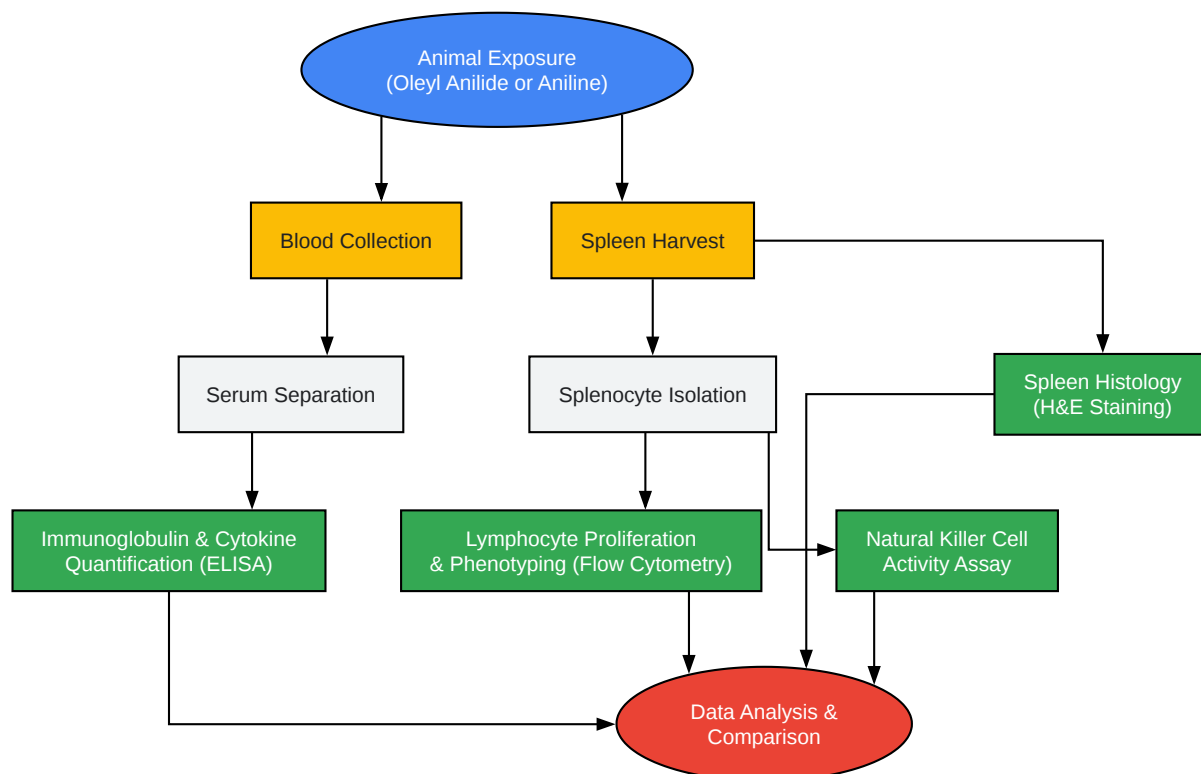 Animal Exposure
(Oleyl Anilide or Aniline)
Blood Collection
Spleen Harvest
Serum Separation
Splenocyte Isolation
Spleen Histology
(H&E Staining)
Immunoglobulin & Cytokine
Quantification (ELISA)
Lymphocyte Proliferation
& Phenotyping (Flow Cytometry)
Natural Killer Cell
Activity Assay
Data Analysis &
Comparison